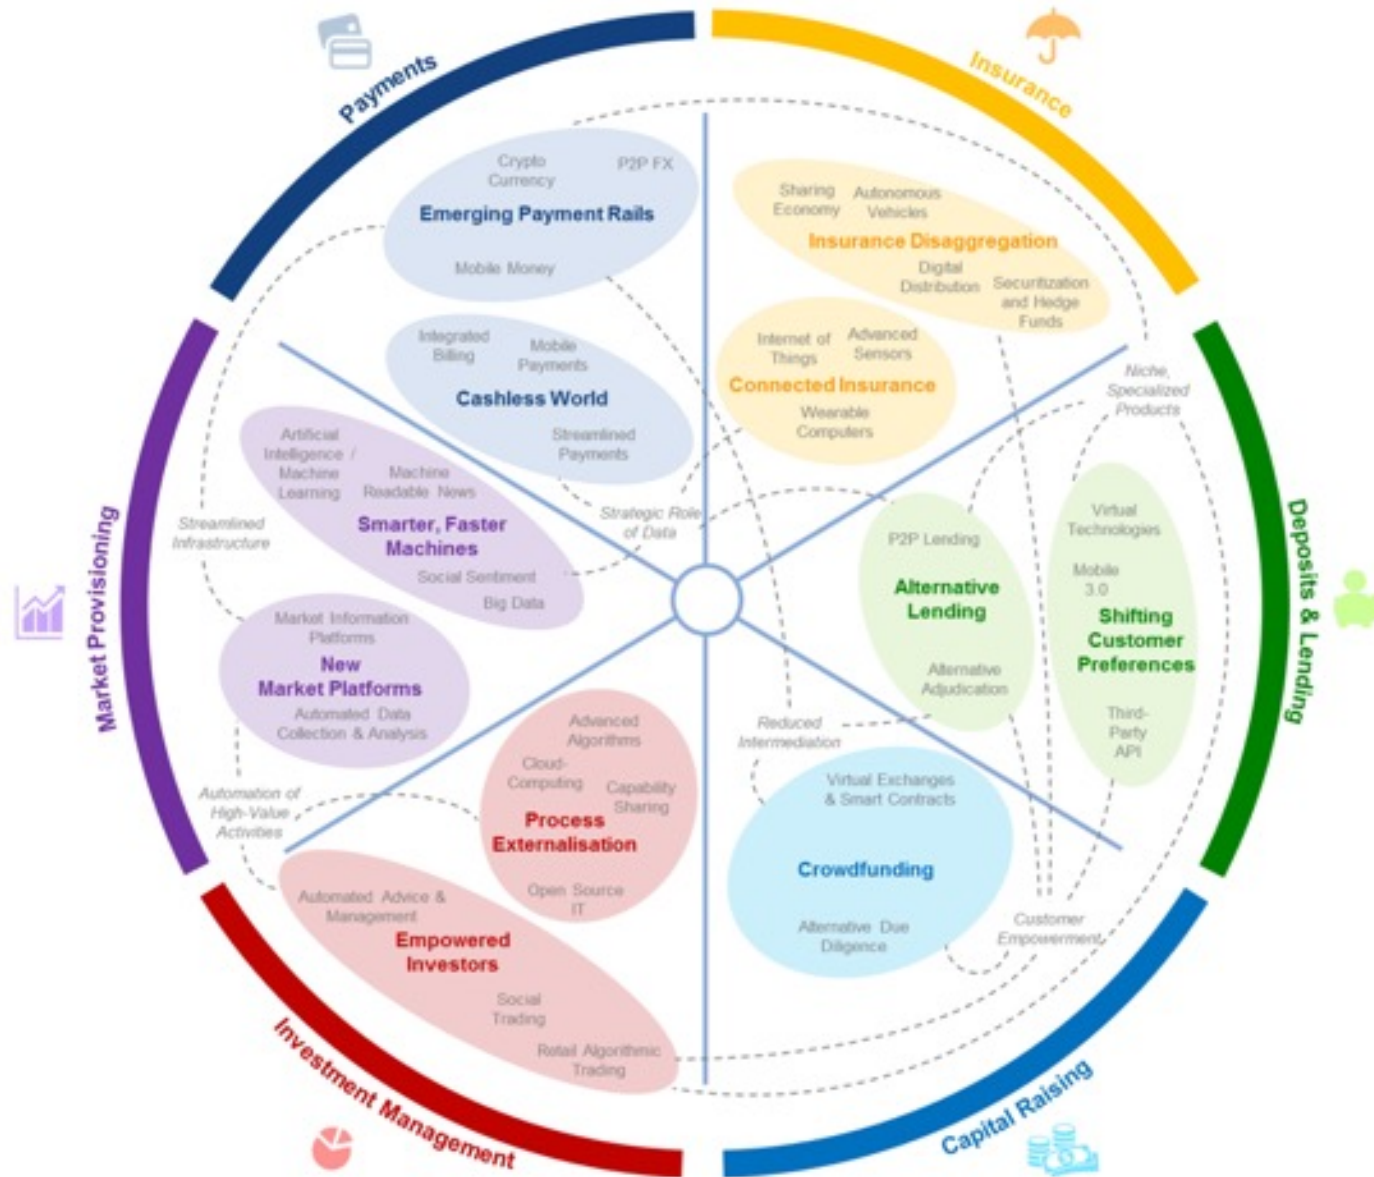 Payments
Insurance
Crypto
Currency
P2P FX
Emerging Payment Rails
Mobile Money
Integrated
Billing
Mobile
Payments
Cashless World
Streamlined
Payments
Sharing
Economy
Autonomous
Vehicles
Insurance Disaggregation
Digital
Distribution
Securitization
and Hedge
Funds
Internet of
Things
Advanced
Sensors
Connected Insurance
Wearable
Computers
Niche,
Specialized
Products
Market Provisioning
Artificial
Intelligence /
Machine
Learning
Machine
Readable News
Smarter, Faster
Machines
Social Sentiment
Big Data
Streamlined
Infrastructure
Strategic Role
of Data
Market Information
Platforms
New
Market Platforms
Automated Data
Collection & Analysis
Automation of
High-Value
Activities
Deposits & Lending
P2P Lending
Alternative
Lending
Alternative
Adjudication
Virtual
Technologies
Mobile
3.0
Shifting
Customer
Preferences
Third-
Party
API
Reduced
Intermediation
Investment Management
Advanced
Algorithms
Cloud-
Computing
Capability
Sharing
Process
Externalisation
Open Source
IT
Automated Advice &
Management
Empowered
Investors
Social
Trading
Retail Algorithmic
Trading
Capital Raising
Virtual Exchanges
& Smart Contracts
Crowdfunding
Alternative Due
Diligence
Customer
Empowerment